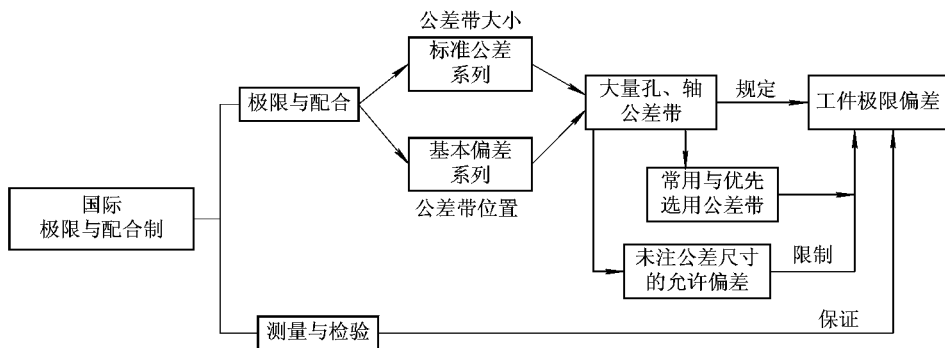 公差带大小
标准公差
系列
极限与配合
大量孔、轴
公差带
规定
工件极限偏差
基本偏差
系列
公差带位置
常用与优先
选用公差带
国际
极限与配合制
未注公差尺寸
的允许偏差
限制
测量与检验
保证